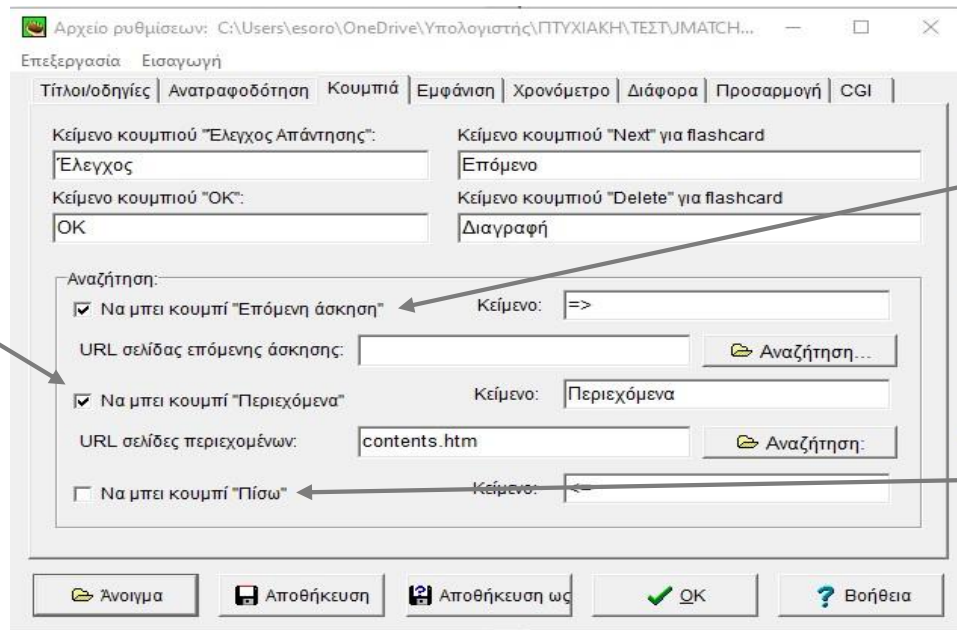 Αρχείο ρυθμίσεων: C:\Users\esoro\OneDrive\Υπολογιστής\ΠΤΥΧΙΑΚΗ\ΤΕΣΤ\JMATCH...
Επεξεργασία Εισαγωγή
Τίτλοι/οδηγίες Ανατραφοδότηση Κουμπιά Εμφάνιση Χρονόμετρο Διάφορα Προσαρμογή CGI
Κείμενο κουμπιού "Έλεγχος Απάντησης": Κείμενο κουμπιού "Next" για flashcard
Έλεγχος Επόμενο
Κείμενο κουμπιού "OK": Κείμενο κουμπιού "Delete" για flashcard
OK Διαγραφή
Αναζήτηση:
Να μπει κουμπί "Επόμενη άσκηση" Κείμενο: =>
URL σελίδας επόμενης άσκησης: Αναζήτηση...
Να μπει κουμπί "Περιεχόμενα" Κείμενο: Περιεχόμενα
URL σελίδες περιεχομένων: contents.htm Αναζήτηση:
Να μπει κουμπί "Πίσω" Κείμενο: <=
Άνοιγμα Αποθήκευση Αποθήκευση ως OK Βοήθεια